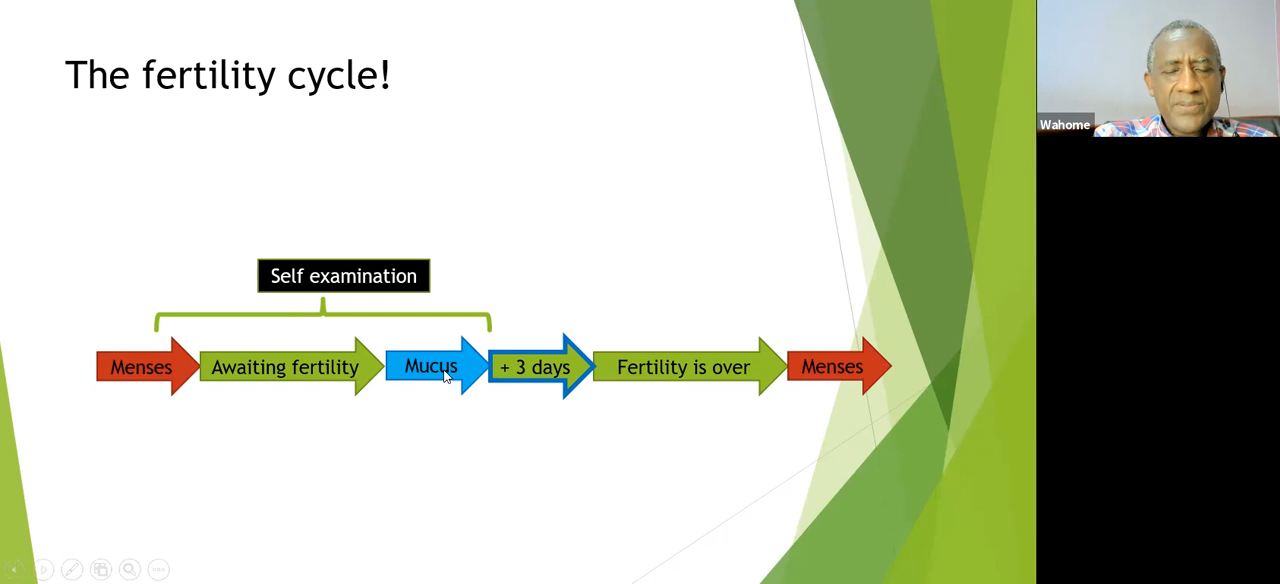 The fertility cycle!
Wahome
Self examination
Menses
Awaiting fertility
Mucus
+ 3 days
Fertility is over
Menses